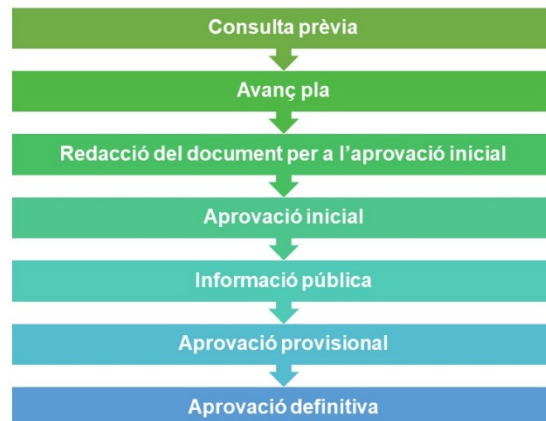 Consulta prèvia
Avanç pla
Redacció del document per a l'aprovació inicial
Aprovació inicial
Informació pública
Aprovació provisional
Aprovació definitiva